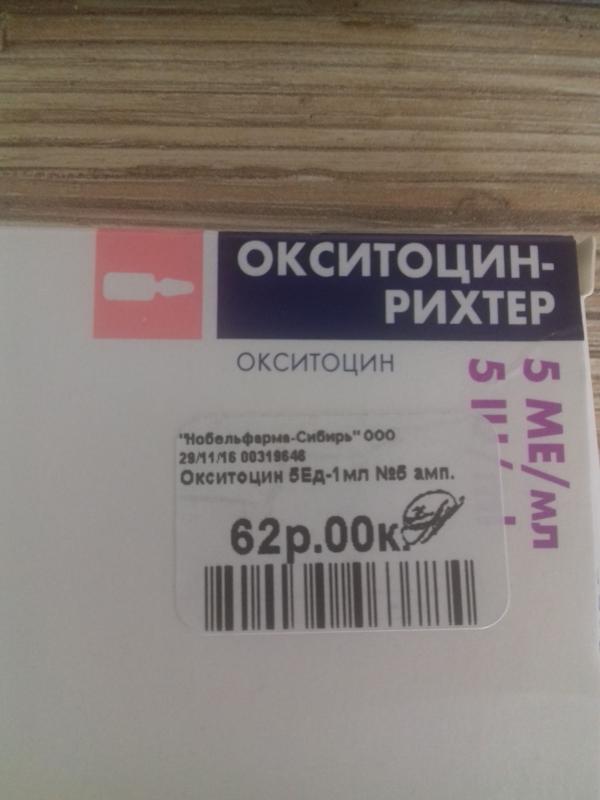 ОКСИТОЦИН-
РИХТЕР
ОКСИТОЦИН
5 МЕ/мл
5
"Нобельфарма-Сибирь" ООО
29/11/16 00319646
Окситоцин 5Ед-1мл №5 амп.
62р.00к.